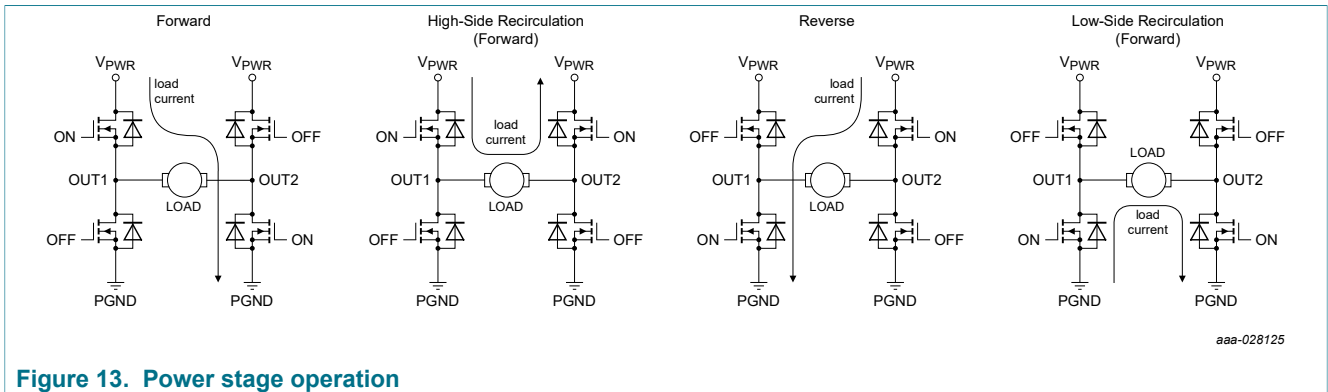 Forward
VPWR
VPWR
load
current
ON
OFF
OUT1
OUT2
LOAD
OFF
ON
PGND
PGND
High-Side Recirculation
(Forward)
VPWR
VPWR
load
current
ON
ON
OUT1
OUT2
LOAD
OFF
OFF
PGND
PGND
Reverse
VPWR
VPWR
load
current
OFF
ON
OUT1
OUT2
LOAD
ON
OFF
PGND
PGND
Low-Side Recirculation
(Forward)
VPWR
VPWR
OFF
OFF
LOAD
OUT1
OUT2
load
current
ON
ON
PGND
PGND
aaa-028125
Figure 13. Power stage operation